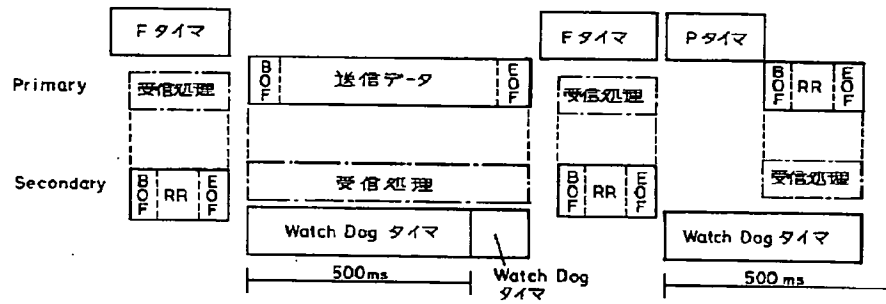 Fタイマ
Fタイマ
Pタイマ
Primary
受信処理
BOF
送信データ
EOF
受信処理
BOF
RR
EOF
Secondary
BOF
RR
EOF
受信処理
BOF
RR
EOF
受信処理
Watch Dog タイマ
Watch Dog タイマ
500ms
Watch Dog
タイマ
500 ms